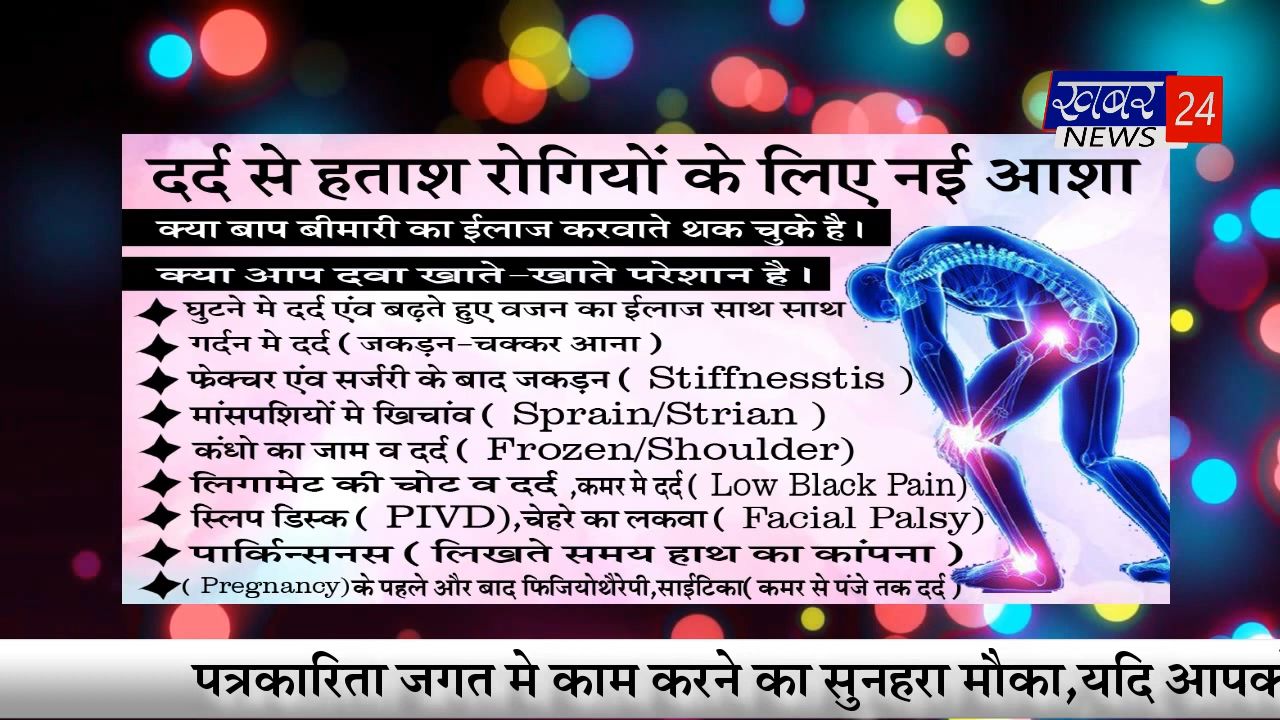 खबर 24
NEWS
दर्द से हताश रोगियों के लिए नई आशा
क्या बाप बीमारी का ईलाज करवाते थक चुके है।
क्या आप दवा खाते-खाते परेशान है।
घुटने मे दर्द एंव बढ़ते हुए वजन का ईलाज साथ साथ
गर्दन मे दर्द ( जकड़न-चक्कर आना )
फ्रेक्चर एंव सर्जरी के बाद जकड़न ( Stiffnesstis )
मांसपशियों मे खिचांव ( Sprain/Strian )
कंधो का जाम व दर्द ( Frozen/Shoulder)
लिगामेट की चोट व दर्द ,कमर मे दर्द ( Low Black Pain)
स्लिप डिस्क ( PIVD),चेहरे का लकवा ( Facial Palsy)
पार्किन्सनस ( लिखते समय हाथ का कांपना )
( Pregnancy)के पहले और बाद फिजियोथैरेपी,साईटिका( कमर से पंजे तक दर्द )
पत्रकारिता जगत मे काम करने का सुनहरा मौका,यदि आपको